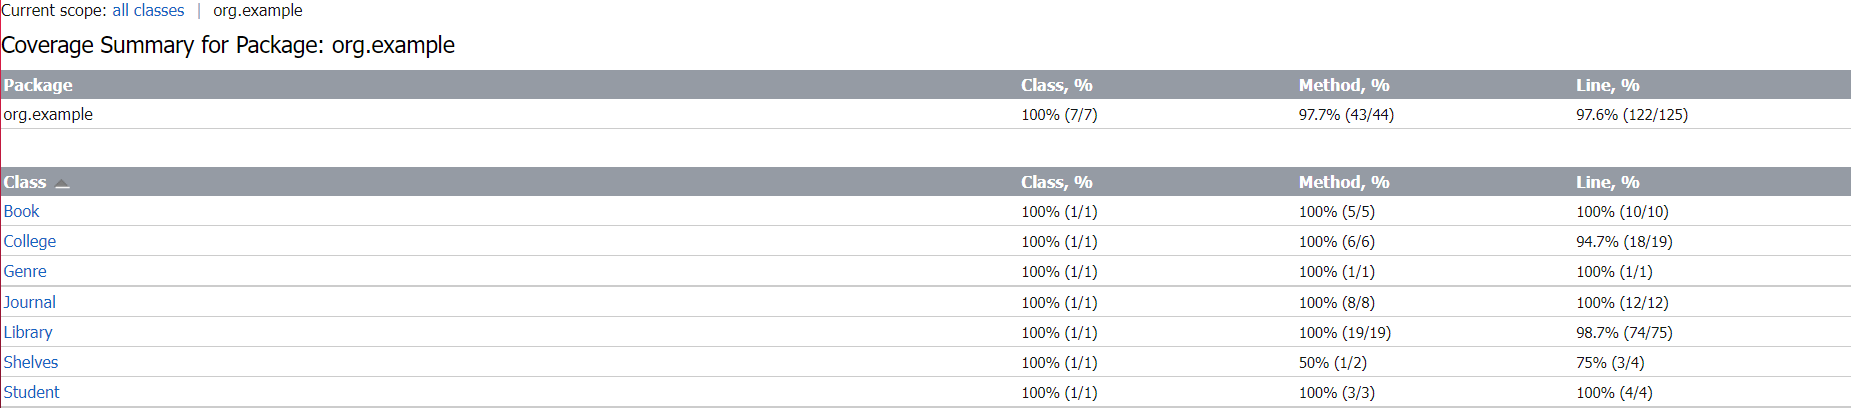 Current scope: all classes | org.example
Coverage Summary for Package: org.example
Package Class, % Method, % Line, %
org.example 100% (7/7) 97.7% (43/44) 97.6% (122/125)
Class Class, % Method, % Line, %
Book 100% (1/1) 100% (5/5) 100% (10/10)
College 100% (1/1) 100% (6/6) 94.7% (18/19)
Genre 100% (1/1) 100% (1/1) 100% (1/1)
Journal 100% (1/1) 100% (8/8) 100% (12/12)
Library 100% (1/1) 100% (19/19) 98.7% (74/75)
Shelves 100% (1/1) 50% (1/2) 75% (3/4)
Student 100% (1/1) 100% (3/3) 100% (4/4)